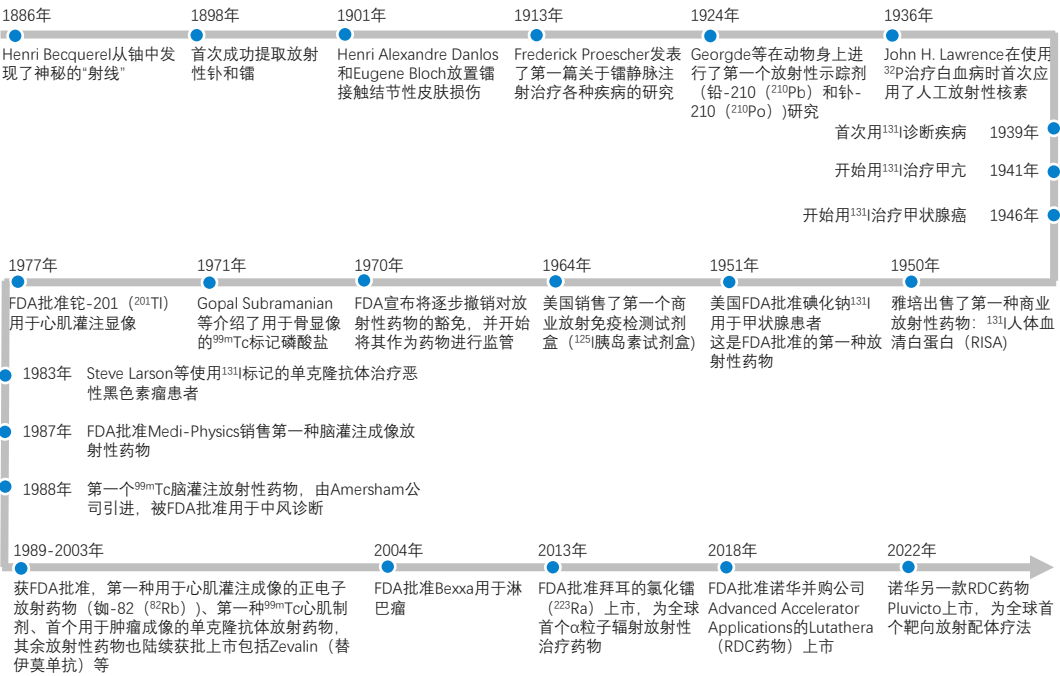 1886年
Henri Becquerel从铀中发
现了神秘的“射线”
1898年
首次成功提取放射
性钋和镭
1901年
Henri Alexandre Danlos
和Eugene Bloch放置镭
接触结节性皮肤损伤
1913年
Frederick Proescher发表
了第一篇关于镭静脉注
射治疗各种疾病的研究
1924年
Georgde等在动物身上进
行了第一个放射性示踪剂
（铅-210（²¹⁰Pb）和钋-
210（²¹⁰Po）)研究
1936年
John H. Lawrence在使用
³²P治疗白血病时首次应
用了人工放射性核素
首次用¹³¹I诊断疾病 1939年
开始用¹³¹I治疗甲亢 1941年
开始用¹³¹I治疗甲状腺癌 1946年
1950年
雅培出售了第一种商业
放射性药物：¹³¹I人体血
清白蛋白（RISA)
1951年
美国FDA批准碘化钠¹³¹I
用于甲状腺患者
这是FDA批准的第一种放
射性药物
1964年
美国销售了第一个商
业放射免疫检测试剂
盒（¹²⁵I胰岛素试剂盒）
1970年
FDA宣布将逐步撤销对放
射性药物的豁免，并开始
将其作为药物进行监管
1971年
Gopal Subramanian
等介绍了用于骨显像
的⁹⁹ᵐTc标记磷酸盐
1977年
FDA批准铊-201（²⁰¹TI)
用于心肌灌注显像
1983年 Steve Larson等使用¹³¹I标记的单克隆抗体治疗恶
性黑色素瘤患者
1987年 FDA批准Medi-Physics销售第一种脑灌注成像放
射性药物
1988年 第一个⁹⁹ᵐTc脑灌注放射性药物，由Amersham公
司引进，被FDA批准用于中风诊断
1989-2003年
获FDA批准，第一种用于心肌灌注成像的正电子
放射药物（铷-82（⁸²Rb）、第一种⁹⁹ᵐTc心肌制
剂、首个用于肿瘤成像的单克隆抗体放射药物，
其余放射性药物也陆续获批上市包括Zevalin（替
伊莫单抗）等
2004年
FDA批准Bexxa用于淋
巴瘤
2013年
FDA批准拜耳的氯化镭
（²²³Ra）上市，为全球
首个α粒子辐射放射性
治疗药物
2018年
FDA批准诺华并购公司
Advanced Accelerator
Applications的Lutathera
（RDC药物）上市
2022年
诺华另一款RDC药物
Pluvicto上市，为全球首
个靶向放射配体疗法